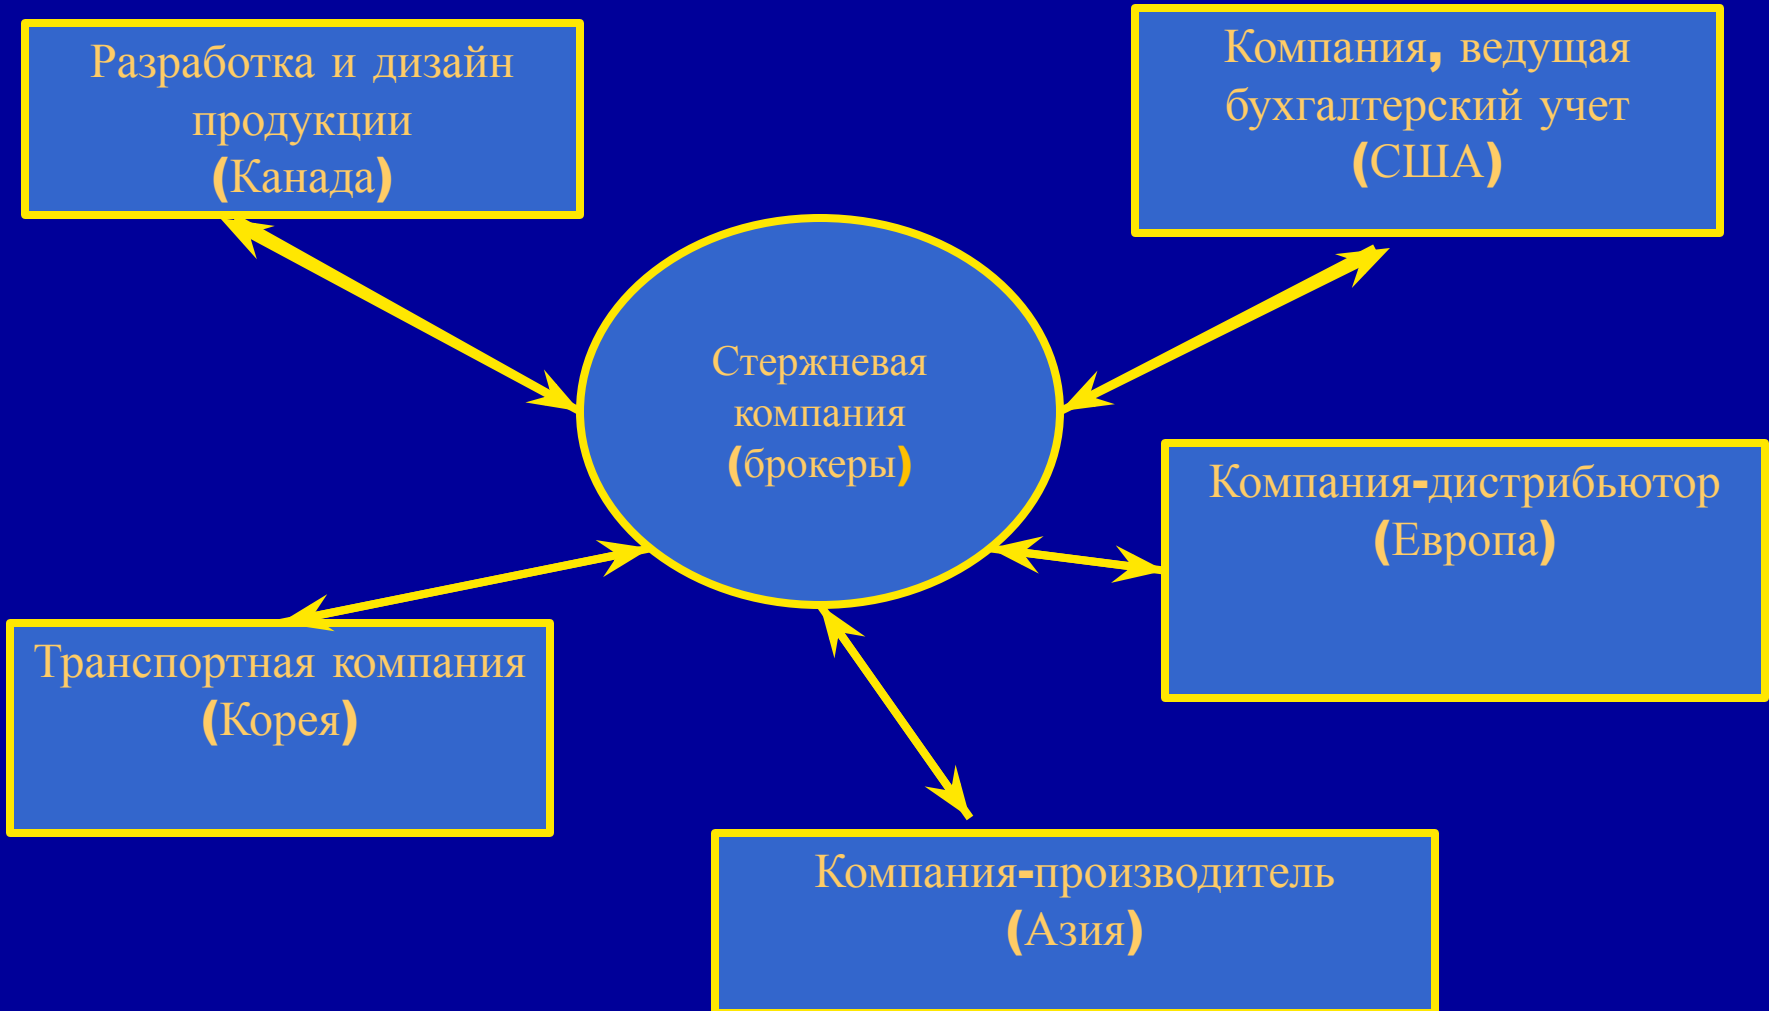 Разработка и дизайн
продукции
(Канада)
Компания, ведущая
бухгалтерский учет
(США)
Стержневая
компания
(брокеры)
Компания-дистрибьютор
(Европа)
Транспортная компания
(Корея)
Компания-производитель
(Азия)